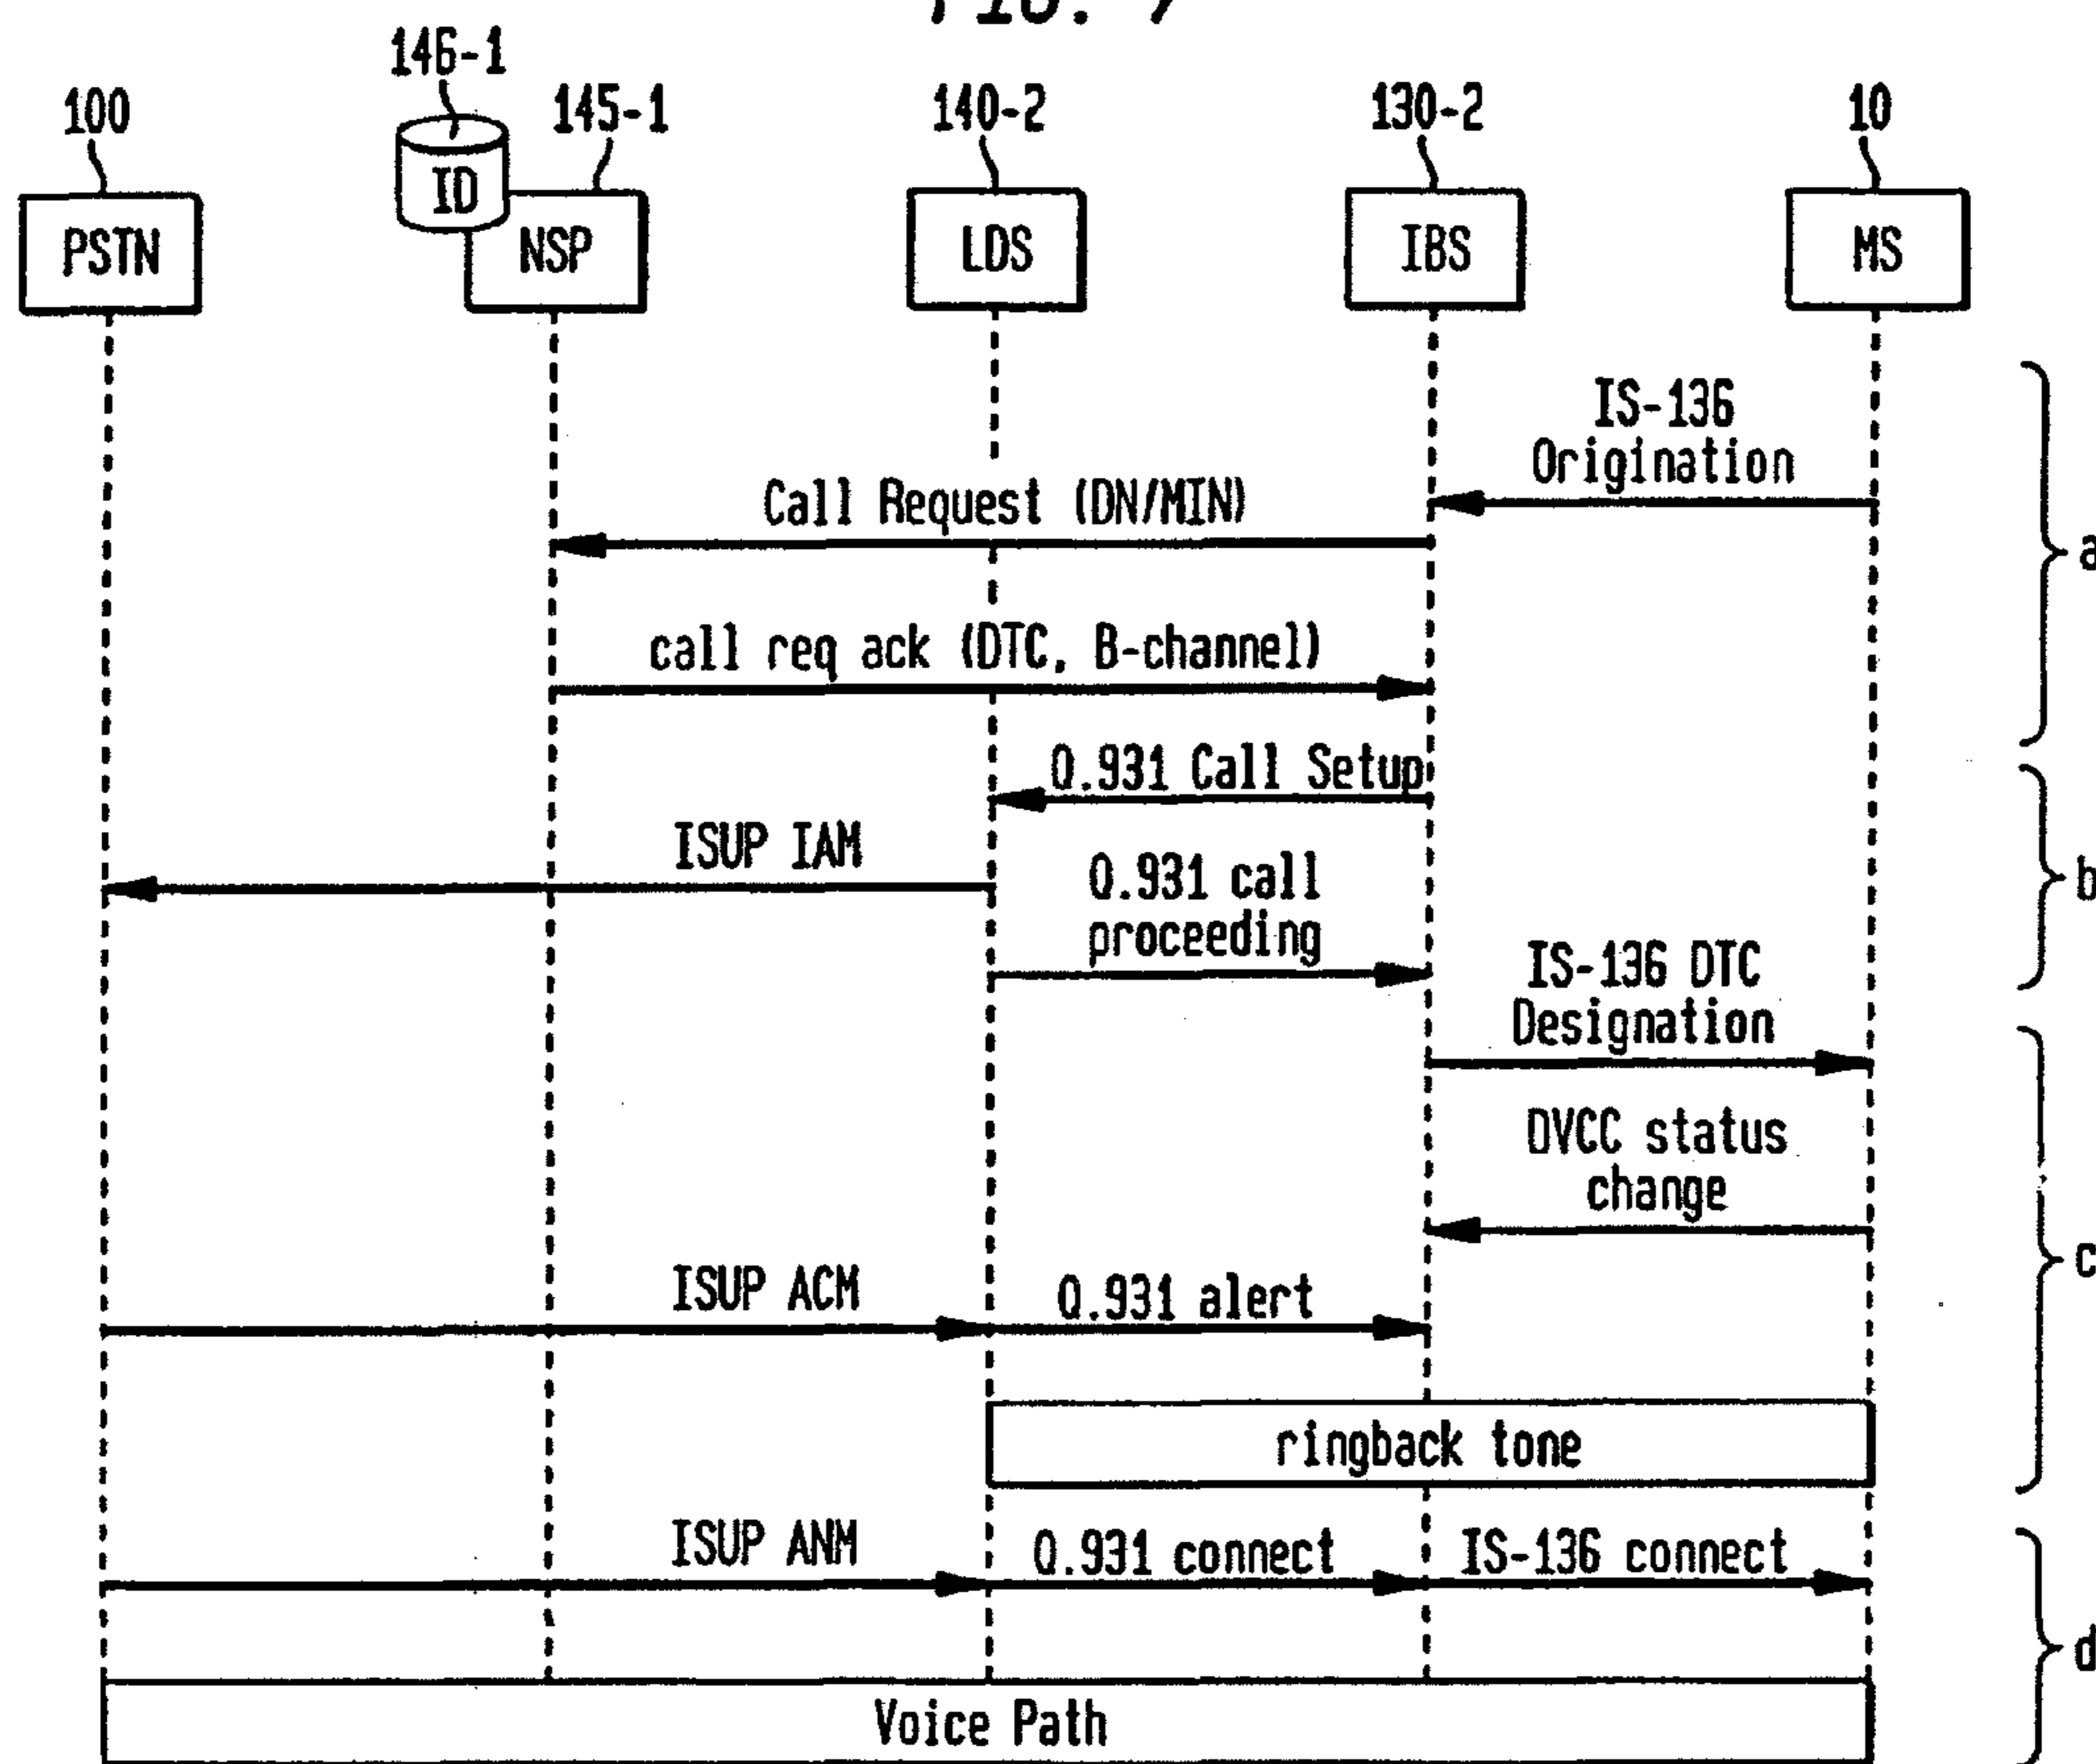 FIG. 7
146-1
100
145-1
140-2
130-2
10
ID
PSTN
NSP
LDS
IBS
MS
IS-136
Origination
Call Request (DN/MIN)
a
call req ack (DTC, B-channel)
Q.931 Call Setup
ISUP IAM
Q.931 call
proceeding
b
IS-136 DTC
Designation
DVCC status
change
c
ISUP ACM
Q.931 alert
ringback tone
ISUP ANM
Q.931 connect
IS-136 connect
d
Voice Path